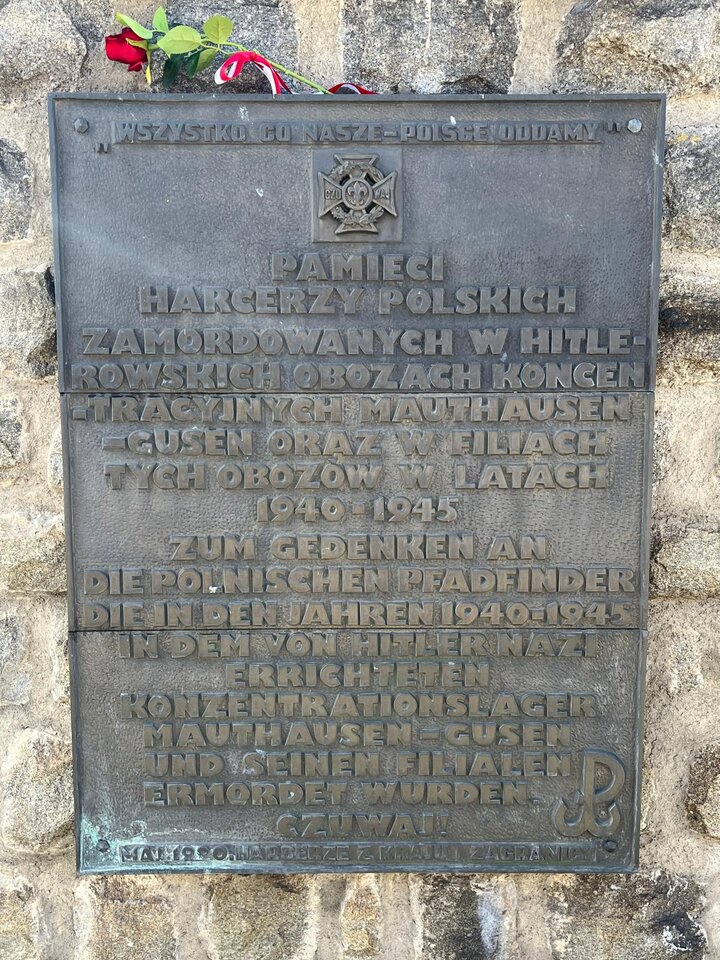 „WSZYSTKO CO NASZE-POLSCE ODDAMY"
CZU WAJ
PAMIĘCI
HARCERZY POLSKICH
ZAMORDOWANYCH W HITLE-
ROWSKICH OBOZACH KONCEN
-TRACYJNYCH MAUTHAUSEN
-GUSEN ORAZ W FILIACH
TYCH OBOZÓW W LATACH
1940-1945
ZUM GEDENKEN AN
DIE POLNISCHEN PFADFINDER
DIE IN DEN JAHREN 1940-1945
IN DEM VON HITLER NAZI
ERRICHTETEN
KONZENTRATIONSLAGER
MAUTHAUSEN-GUSEN
UND SEINEN FILIALEN
ERMORDET WURDEN.
CZUWAJ!
MAJ HARCERZE Z KRAJU I ZAGRANICY